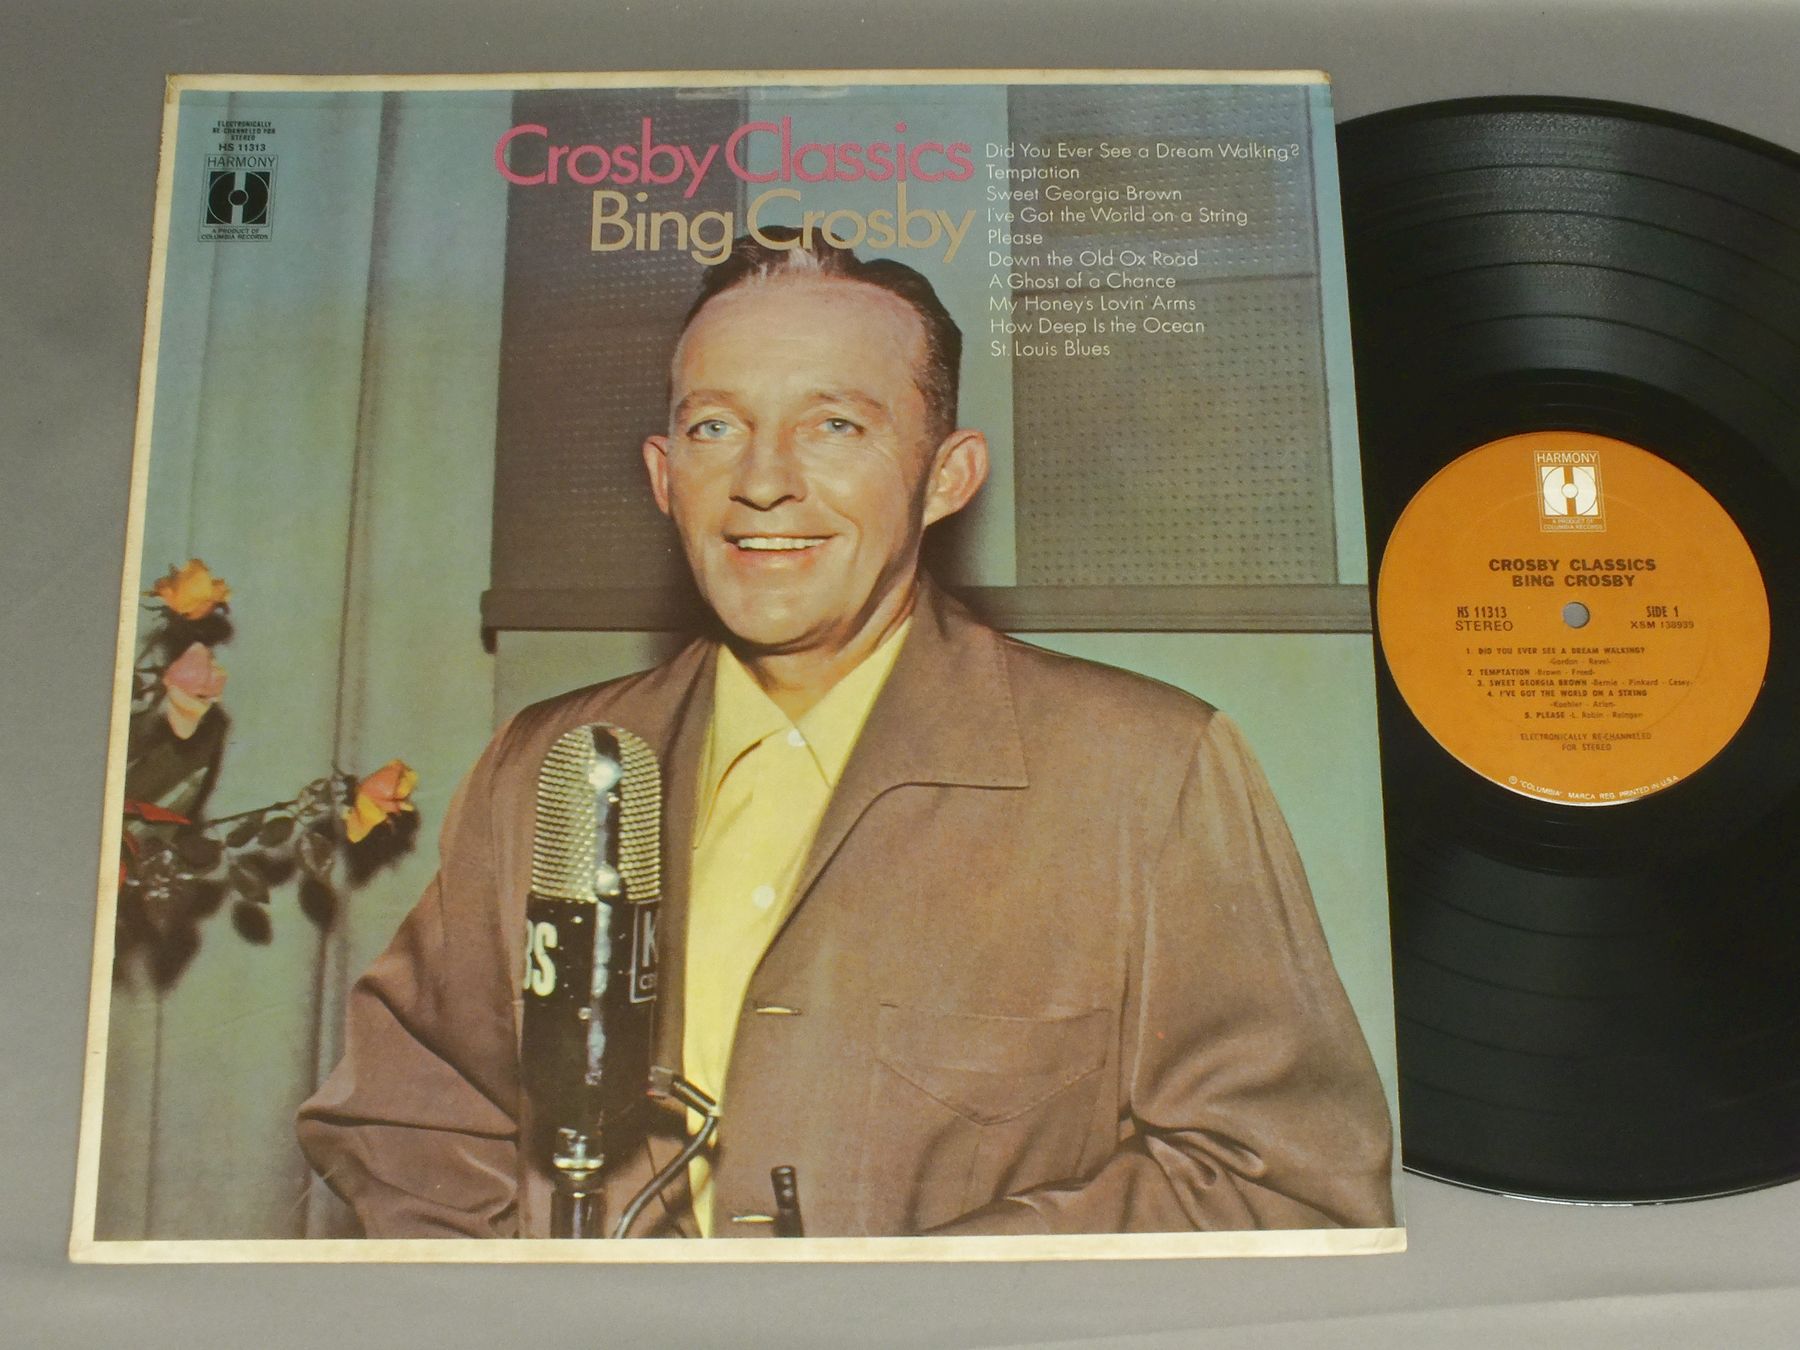 ELECTRONICALLY
RE-CHANNELED FOR
STEREO
HS 11313
HARMONY
H
A PRODUCT OF
COLUMBIA RECORDS
Crosby Classics
Bing Crosby
Did You Ever See a Dream Walking?
Temptation
Sweet Georgia Brown
I've Got the World on a String
Please
Down the Old Ox Road
A Ghost of a Chance
My Honey's Lovin' Arms
How Deep Is the Ocean
St. Louis Blues
BS
K
HARMONY
H
A PRODUCT OF
COLUMBIA RECORDS
CROSBY CLASSICS
BING CROSBY
HS 11313
STEREO
SIDE 1
XSM 138939
1. DID YOU EVER SEE A DREAM WALKING?
-Gordon - Revel-
2. TEMPTATION -Brown - Freed-
3. SWEET GEORGIA BROWN -Bernie - Pinkard - Casey-
4. I'VE GOT THE WORLD ON A STRING
-Koehler - Arlen-
5. PLEASE -L. Robin - Rainger-
ELECTRONICALLY RE-CHANNELED
FOR STEREO
© "COLUMBIA" MARCA REG. PRINTED IN U.S.A.